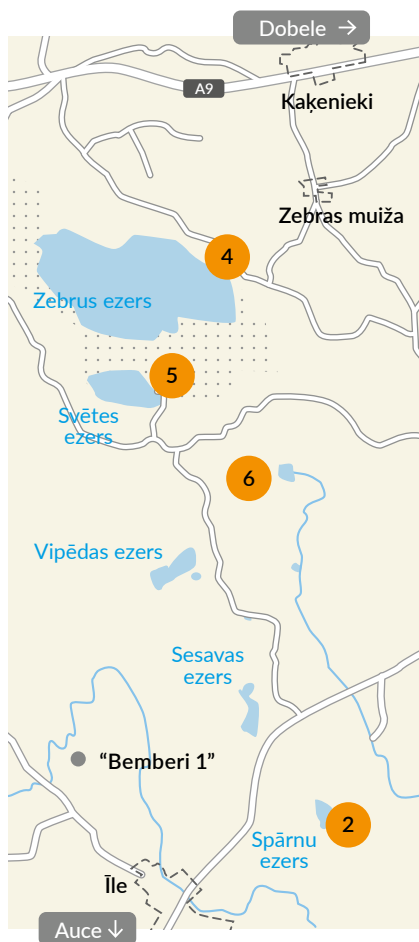 Dobele →
A9
Kaķenieki
Zebras muiža
4
Zebrus ezers
5
Svētes
ezers
6
Vipēdas ezers
Sesavas
ezers
“Bemberi 1”
2
Spārnu
ezers
Īle
Auce ↓